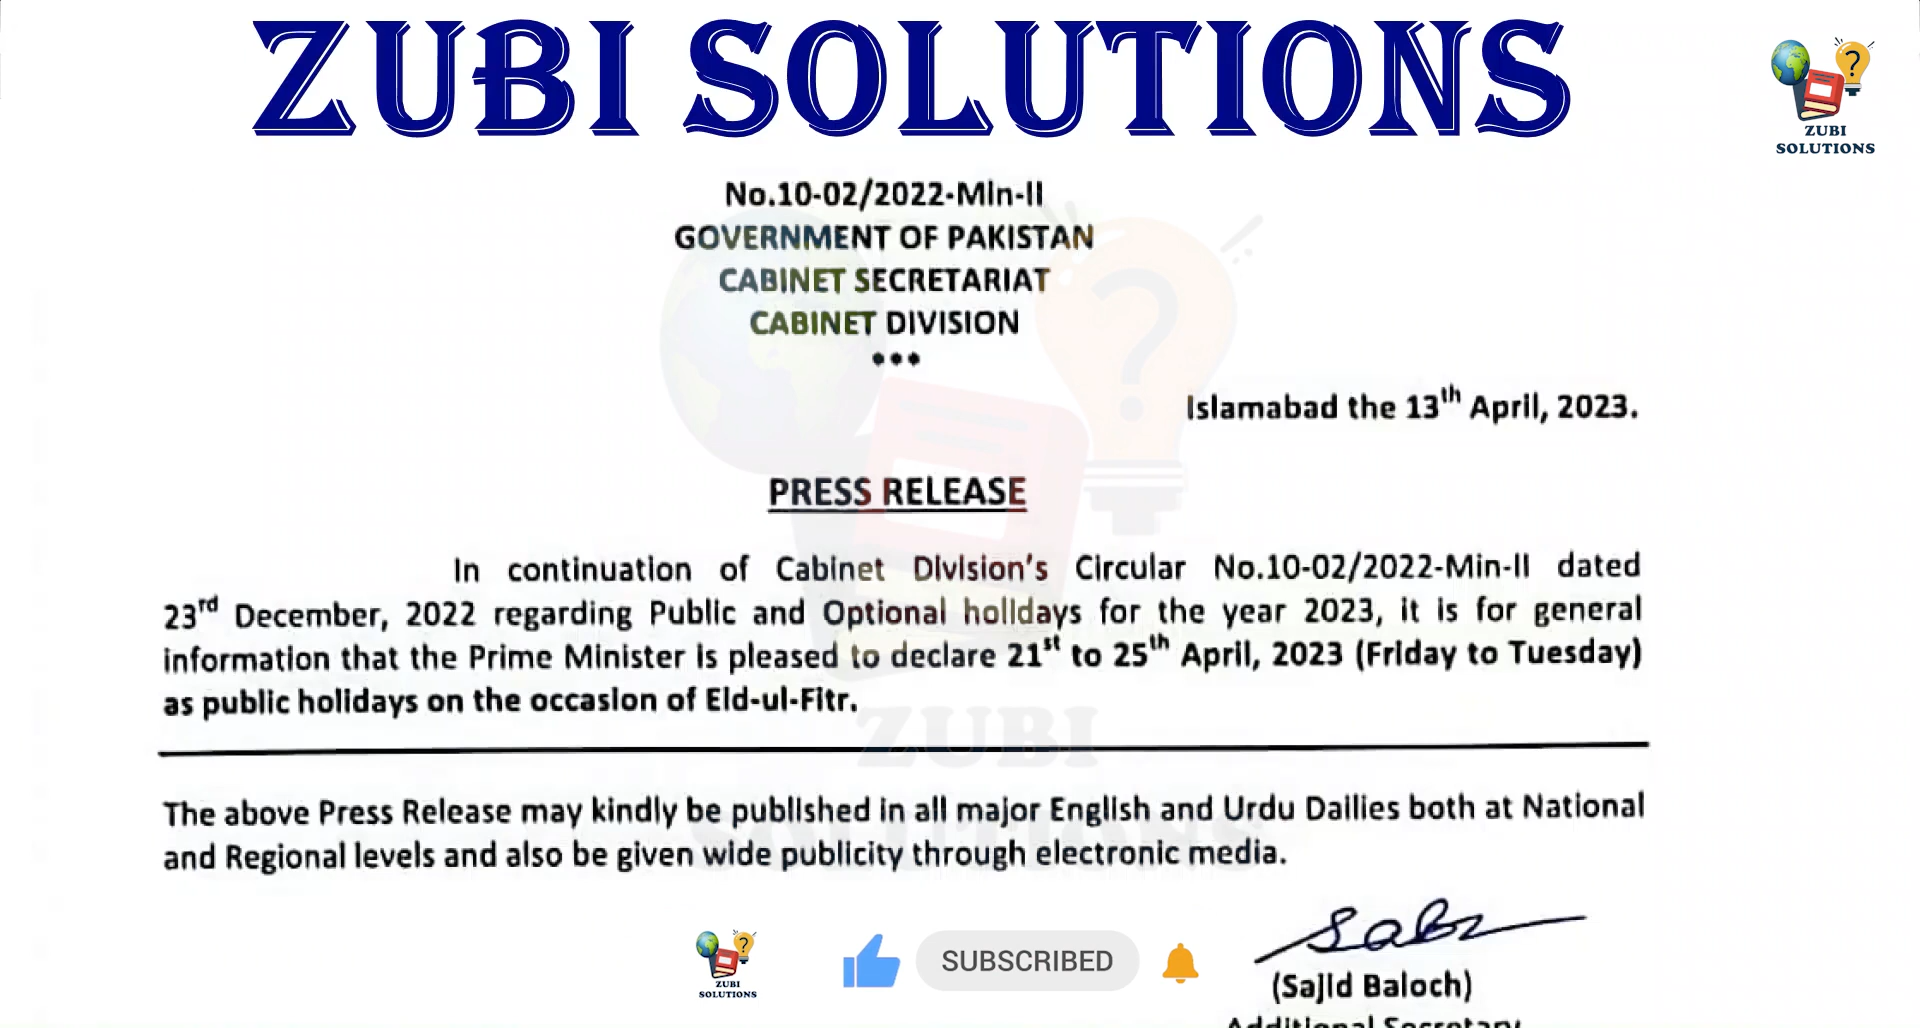 ZUBI SOLUTIONS
ZUBI
SOLUTIONS
No.10-02/2022-Min-II
GOVERNMENT OF PAKISTAN
CABINET SECRETARIAT
CABINET DIVISION
•••
Islamabad the 13th April, 2023.
PRESS RELEASE
In continuation of Cabinet Division's Circular No.10-02/2022-Min-II dated
23rd December, 2022 regarding Public and Optional holidays for the year 2023, it is for general
information that the Prime Minister is pleased to declare 21st to 25th April, 2023 (Friday to Tuesday)
as public holidays on the occasion of Eid-ul-Fitr.
ZUBI
SOLUTIONS
The above Press Release may kindly be published in all major English and Urdu Dailies both at National
and Regional levels and also be given wide publicity through electronic media.
ZUBI
SOLUTIONS
SUBSCRIBED
(Sajid Baloch)
Additional Secretary